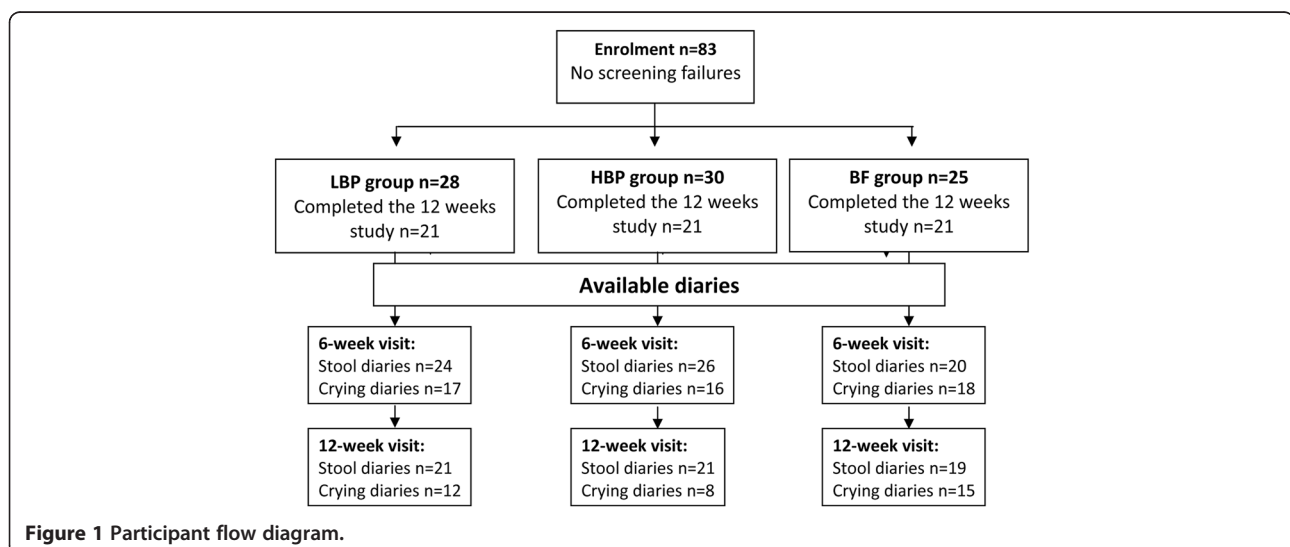 Enrolment n=83
No screening failures
LBP group n=28
Completed the 12 weeks
study n=21
HBP group n=30
Completed the 12 weeks
study n=21
BF group n=25
Completed the 12 weeks
study n=21
Available diaries
6-week visit:
Stool diaries n=24
Crying diaries n=17
6-week visit:
Stool diaries n=26
Crying diaries n=16
6-week visit:
Stool diaries n=20
Crying diaries n=18
12-week visit:
Stool diaries n=21
Crying diaries n=12
12-week visit:
Stool diaries n=21
Crying diaries n=8
12-week visit:
Stool diaries n=19
Crying diaries n=15
Figure 1 Participant flow diagram.